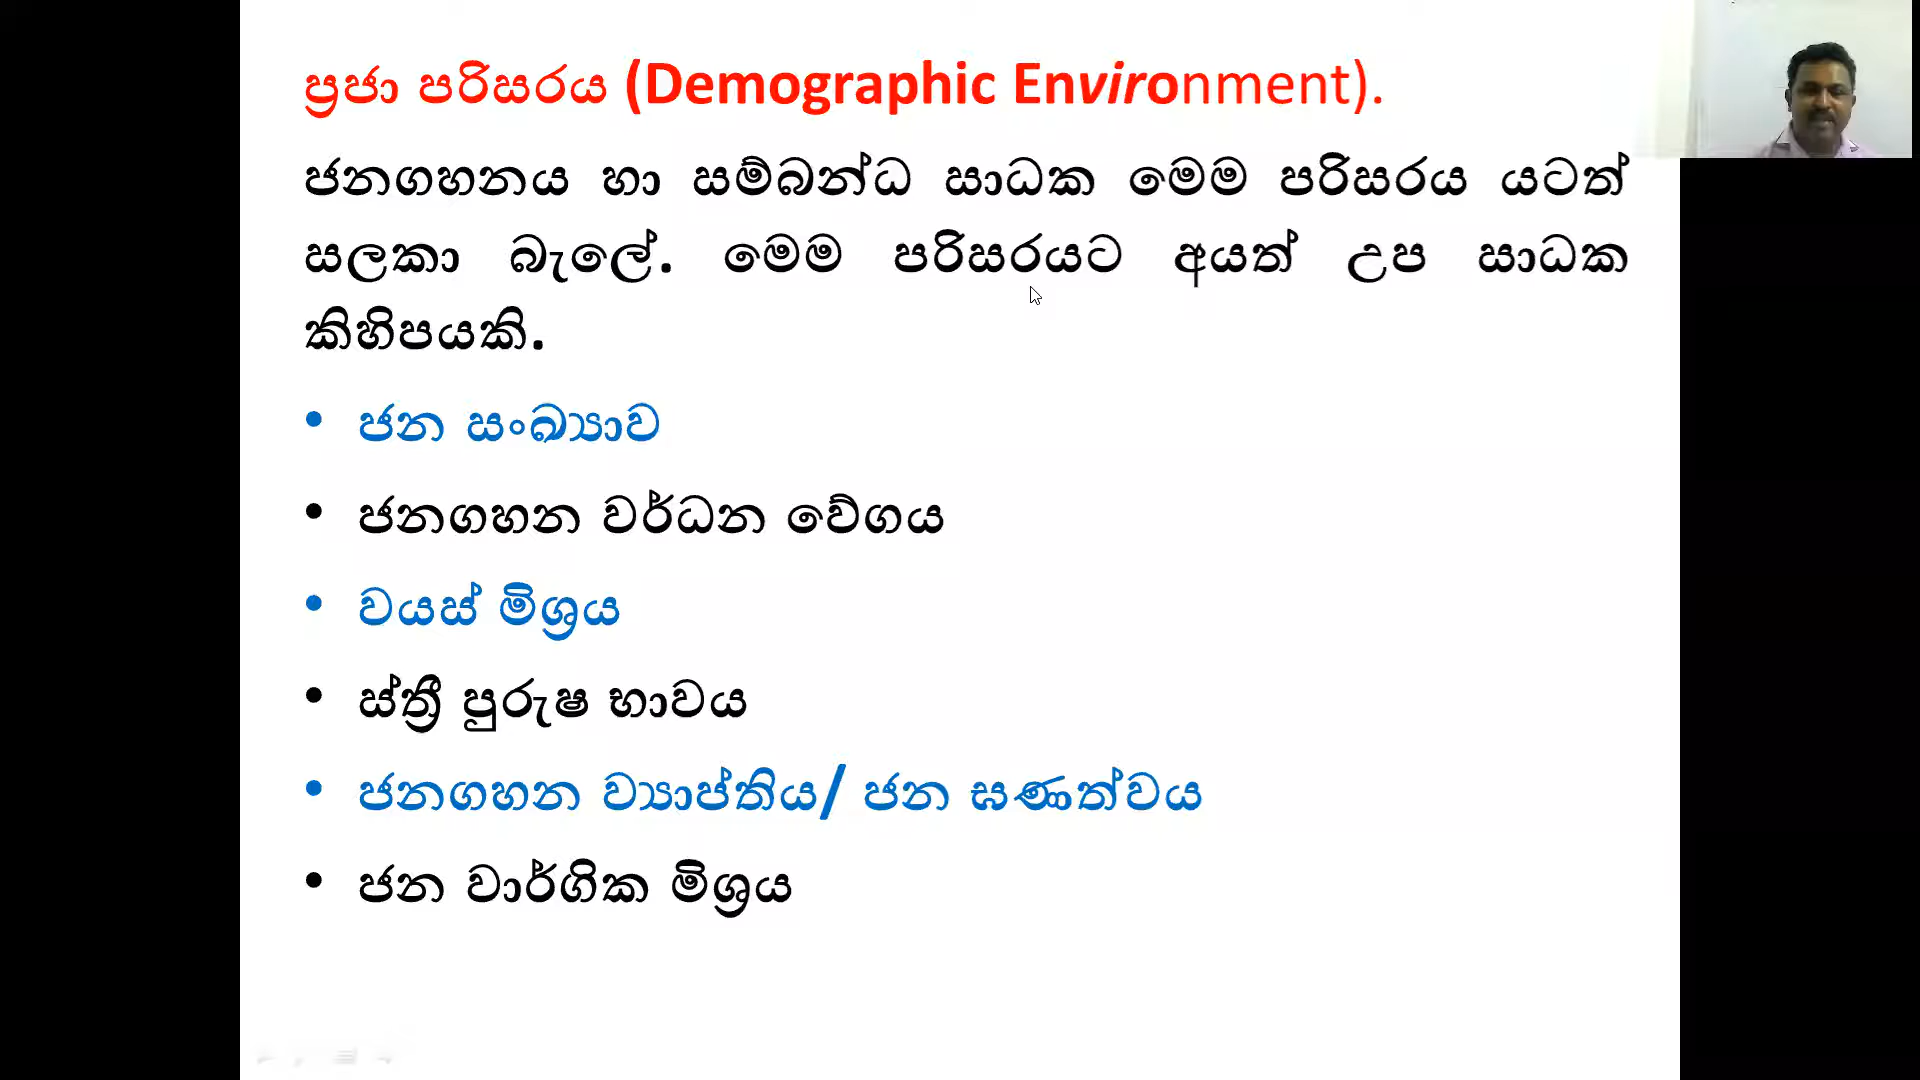 ප්‍රජා පරිසරය (Demographic Environment).
ජනගහනය හා සම්බන්ධ සාධක මෙම පරිසරය යටත්
සලකා බැලේ. මෙම පරිසරයට අයත් උප සාධක
කිහිපයකි.
• ජන සංඛ්‍යාව
• ජනගහන වර්ධන වේගය
• වයස් මිශ්‍රය
• ස්ත්‍රී පුරුෂ භාවය
• ජනගහන ව්‍යාප්තිය/ ජන ඝණත්වය
• ජන වාර්ගික මිශ්‍රය